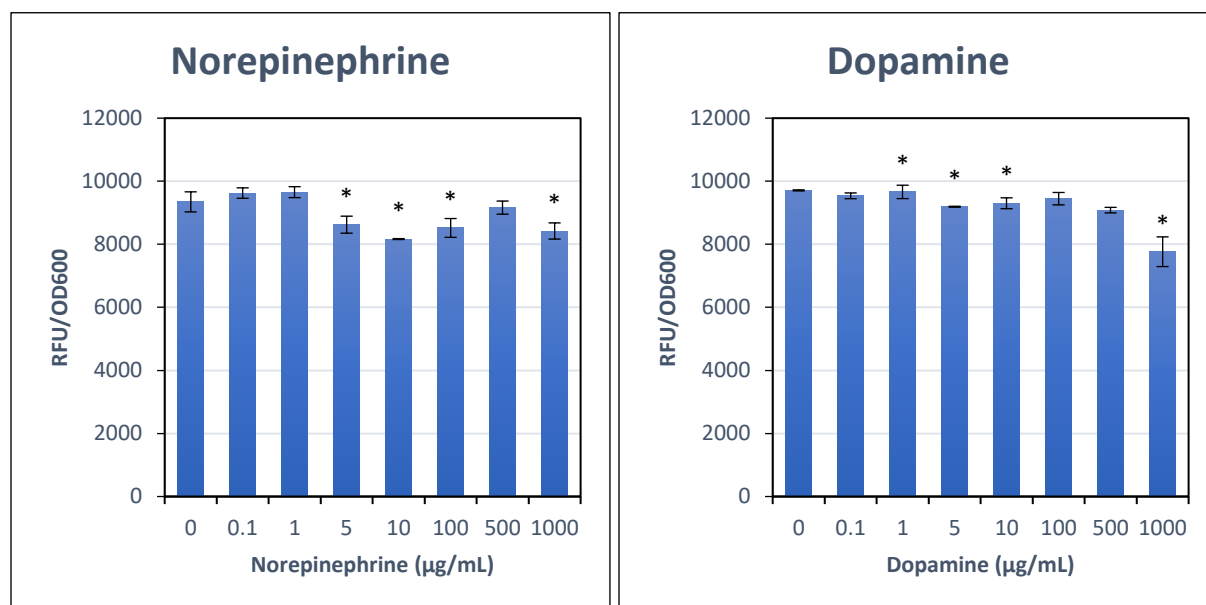 Norepinephrine
12000
10000
8000
6000
4000
2000
0
RFU/OD600
* * * *
0 0.1 1 5 10 100 500 1000
Norepinephrine (µg/mL)
Dopamine
12000
10000
8000
6000
4000
2000
0
RFU/OD600
* * * *
0 0.1 1 5 10 100 500 1000
Dopamine (µg/mL)